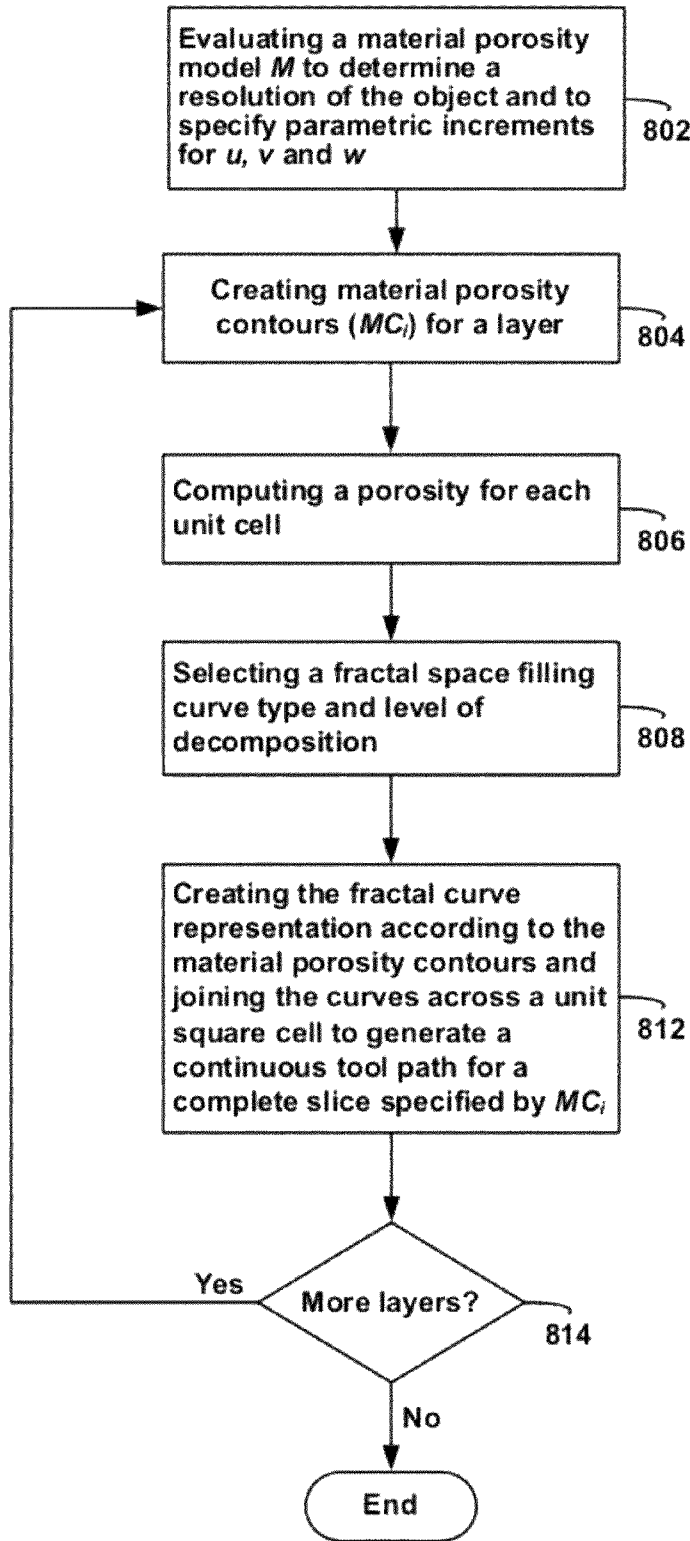 Evaluating a material porosity
model M to determine a
resolution of the object and to
specify parametric increments
for u, v and w
802
Creating material porosity
contours (MCi) for a layer
804
Computing a porosity for each
unit cell
806
Selecting a fractal space filling
curve type and level of
decomposition
808
Creating the fractal curve
representation according to the
material porosity contours and
joining the curves across a unit
square cell to generate a
continuous tool path for a
complete slice specified by MCi
812
Yes
More layers?
814
No
End